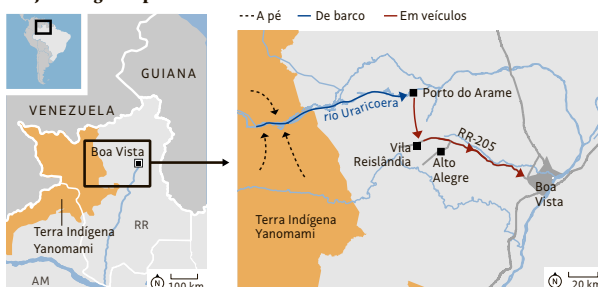 A pé
De barco
Em veículos
GUIANA
VENEZUELA
Boa Vista
Terra Indígena
Yanomami
RR
AM
N
100 km
rio Uraricoera
Porto do Arame
RR-205
Vila
Reislândia
Alto
Alegre
Boa
Vista
Terra Indígena
Yanomami
N
20 km